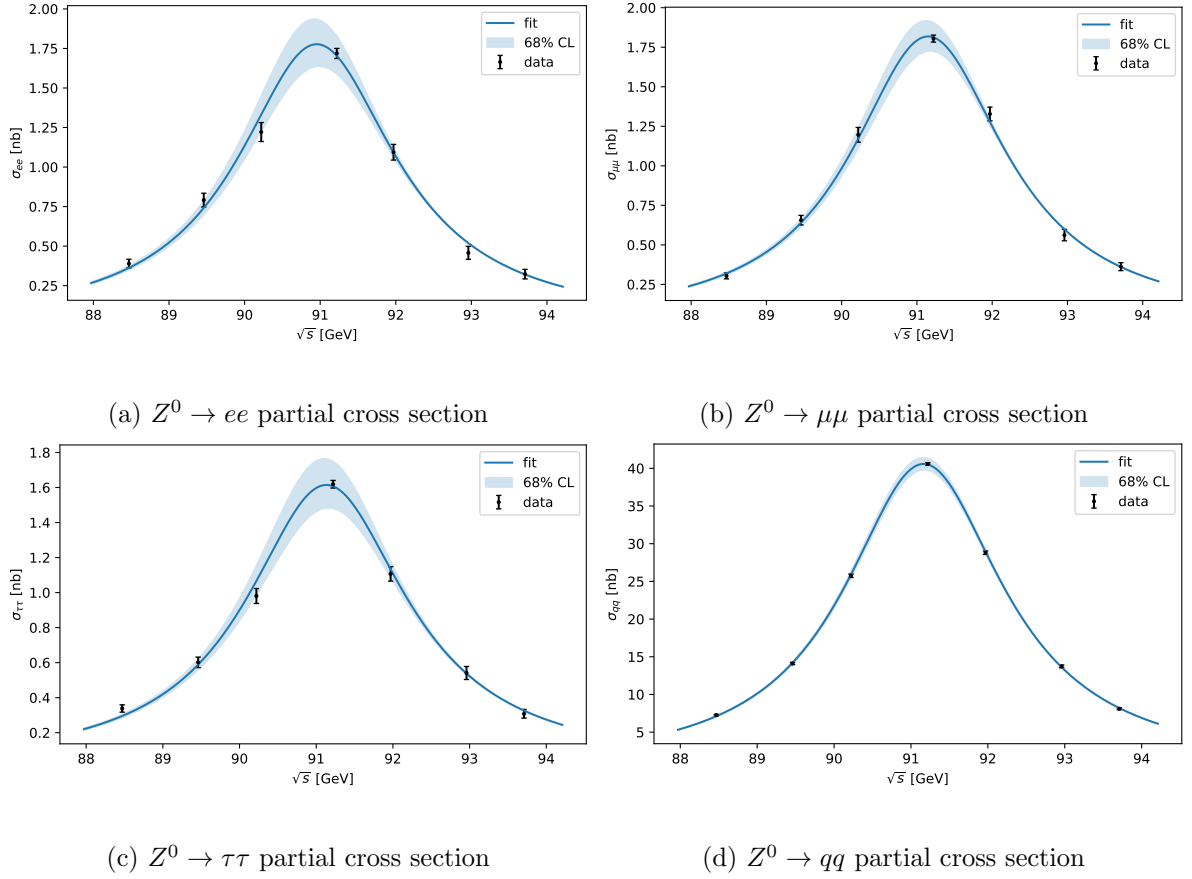 2.00
1.75
1.50
1.25
1.00
0.75
0.50
0.25
σee [nb]
88 89 90 91 92 93 94
√s [GeV]
fit
68% CL
data
(a) Z⁰ → ee partial cross section
2.00
1.75
1.50
1.25
1.00
0.75
0.50
0.25
σμμ [nb]
88 89 90 91 92 93 94
√s [GeV]
fit
68% CL
data
(b) Z⁰ → μμ partial cross section
1.8
1.6
1.4
1.2
1.0
0.8
0.6
0.4
0.2
σττ [nb]
88 89 90 91 92 93 94
√s [GeV]
fit
68% CL
data
(c) Z⁰ → ττ partial cross section
40
35
30
25
20
15
10
5
σqq [nb]
88 89 90 91 92 93 94
√s [GeV]
fit
68% CL
data
(d) Z⁰ → qq partial cross section